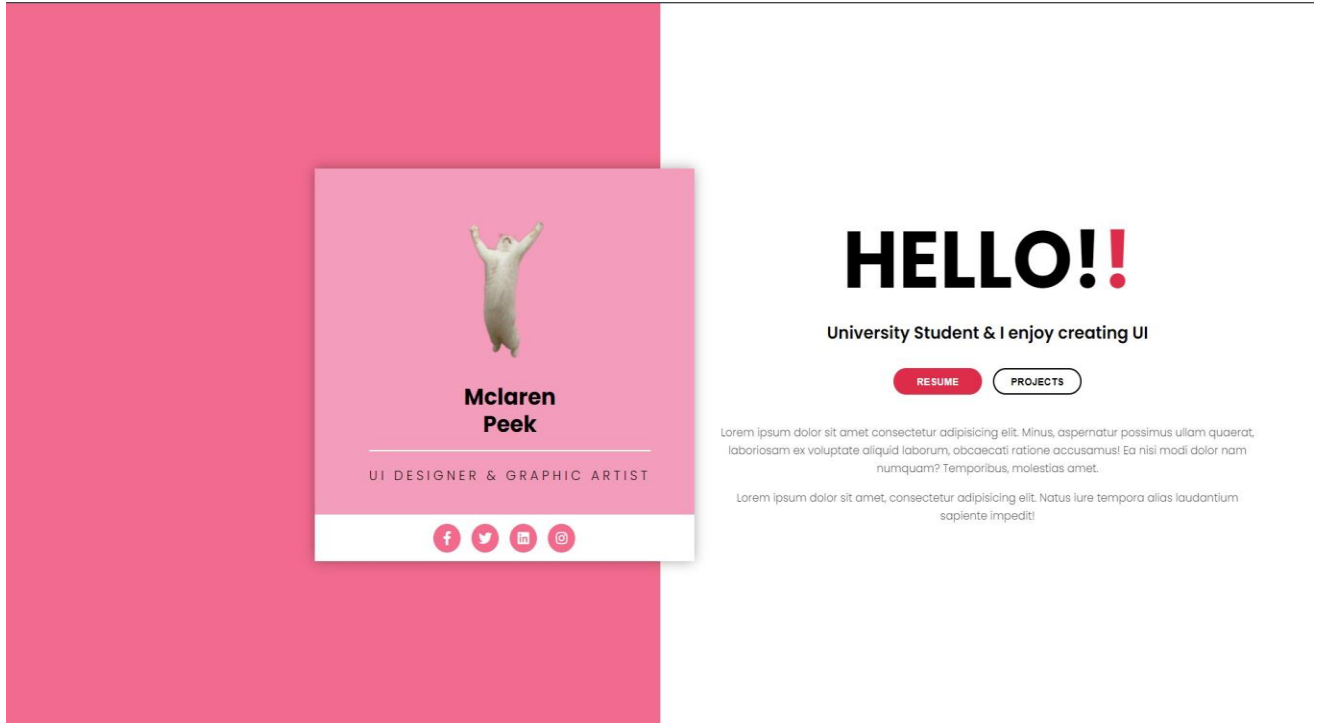 Mclaren
Peek
UI DESIGNER & GRAPHIC ARTIST
HELLO!!
University Student & I enjoy creating UI
RESUME
PROJECTS
Lorem ipsum dolor sit amet consectetur adipisicing elit. Minus, aspernatur possimus ullam quaerat,
laboriosam ex voluptate aliquid laborum, obcaecati ratione accusamus! Ea nisi modi dolor nam
numquam? Temporibus, molestias amet.
Lorem ipsum dolor sit amet, consectetur adipisicing elit. Natus iure tempora alias laudantium
sapiente impedit!